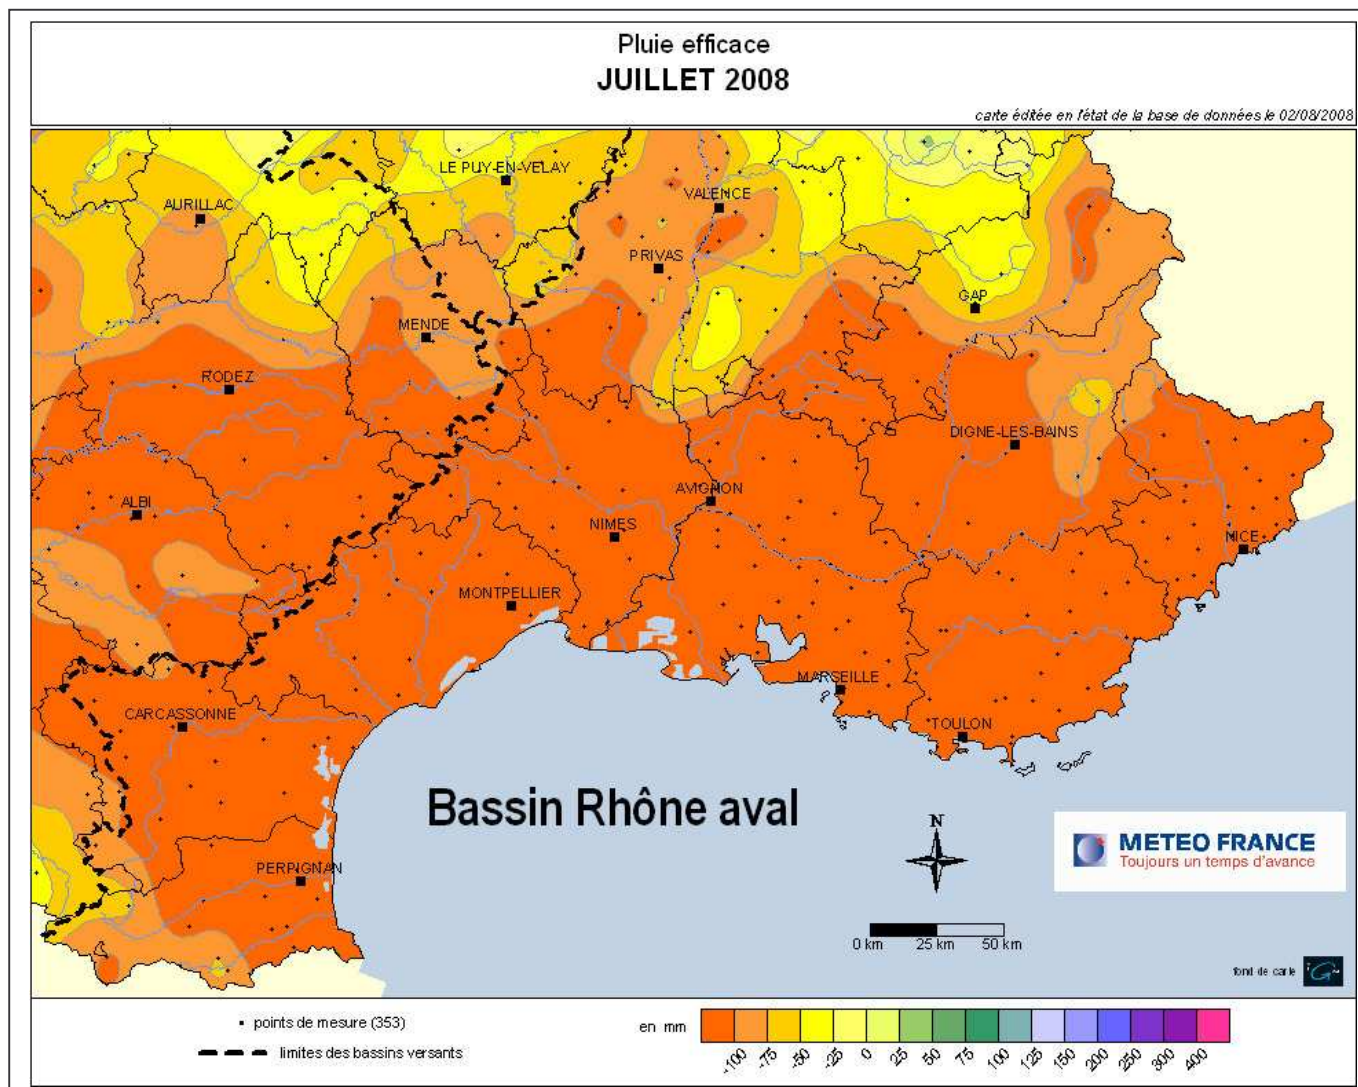 Pluie efficace
JUILLET 2008
carte éditée en l'état de la base de données le 02/08/2008
LE PUY-EN-VELAY
AURILLAC
VALENCE
PRIVAS
GAP
MENDE
RODEZ
DIGNE-LES-BAINS
ALBI
AVIGNON
NIMES
NICE
MONTPELLIER
MARSEILLE
CARCASSONNE
TOULON
Bassin Rhône aval
N
METEO FRANCE
Toujours un temps d'avance
PERPIGNAN
0 km 25 km 50 km
fond de carte
points de mesure (353)
limites des bassins versants
en mm
-100 -75 -50 -25 0 25 50 75 100 125 150 200 250 300 400